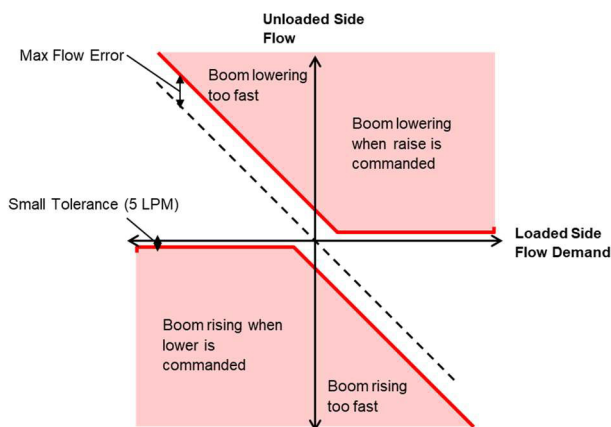 Unloaded Side
Flow
Max Flow Error
Boom lowering
too fast
Boom lowering
when raise is
commanded
Small Tolerance (5 LPM)
Loaded Side
Flow Demand
Boom rising when
lower is
commanded
Boom rising
too fast